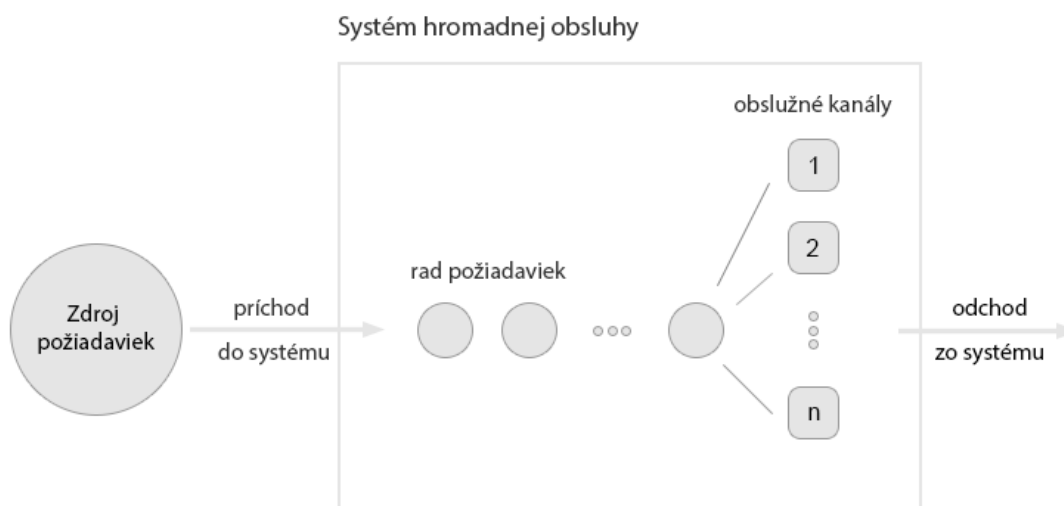 Systém hromadnej obsluhy
obslužné kanály
1
2
n
rad požiadaviek
Zdroj
požiadaviek
príchod
do systému
odchod
zo systému